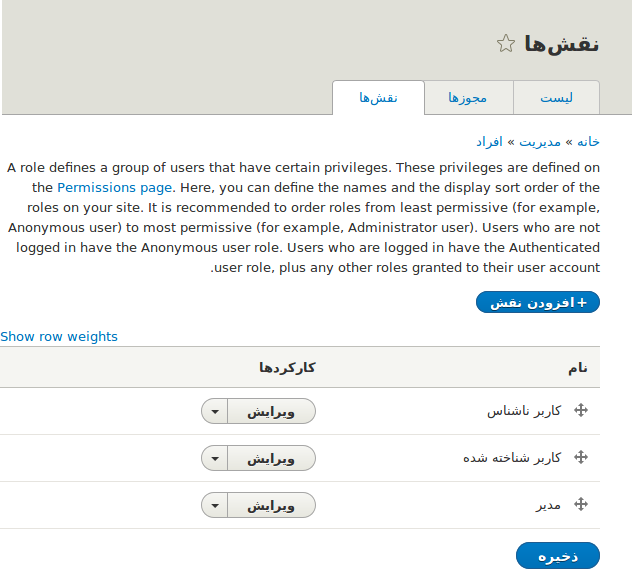 نقش‌ها
لیست مجوزها نقش‌ها
خانه » مدیریت » افراد
A role defines a group of users that have certain privileges. These privileges are defined on
the Permissions page. Here, you can define the names and the display sort order of the
roles on your site. It is recommended to order roles from least permissive (for example,
Anonymous user) to most permissive (for example, Administrator user). Users who are not
logged in have the Anonymous user role. Users who are logged in have the Authenticated
.user role, plus any other roles granted to their user account
+افزودن نقش
Show row weights
نام کارکردها
کاربر ناشناس ویرایش
کاربر شناخته شده ویرایش
مدیر ویرایش
ذخیره